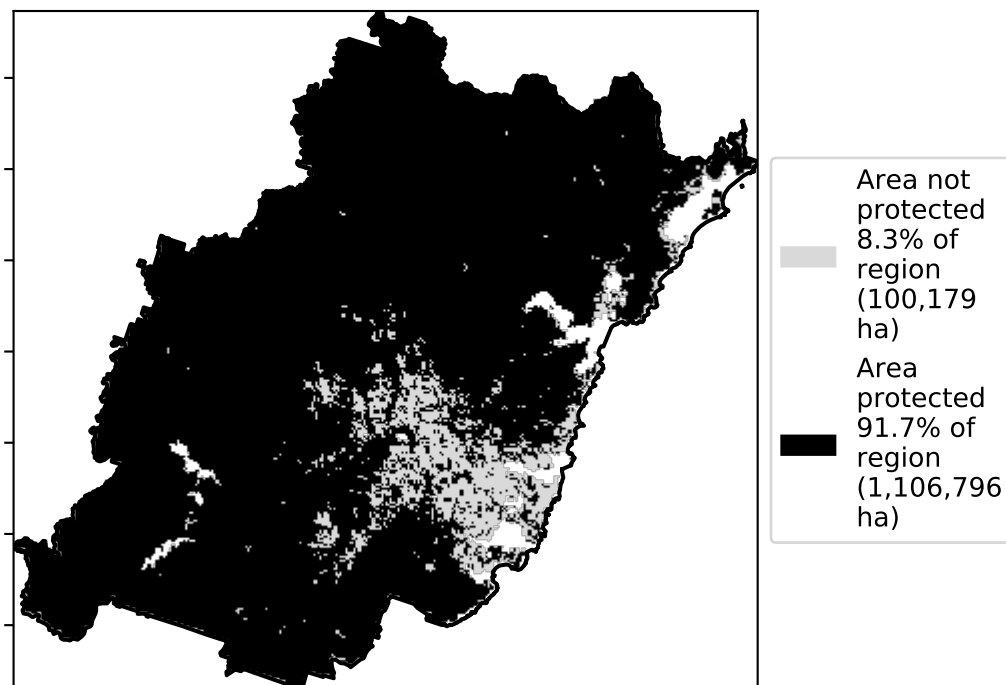 Area not
protected
8.3% of
region
(100,179
ha)
Area
protected
91.7% of
region
(1,106,796
ha)